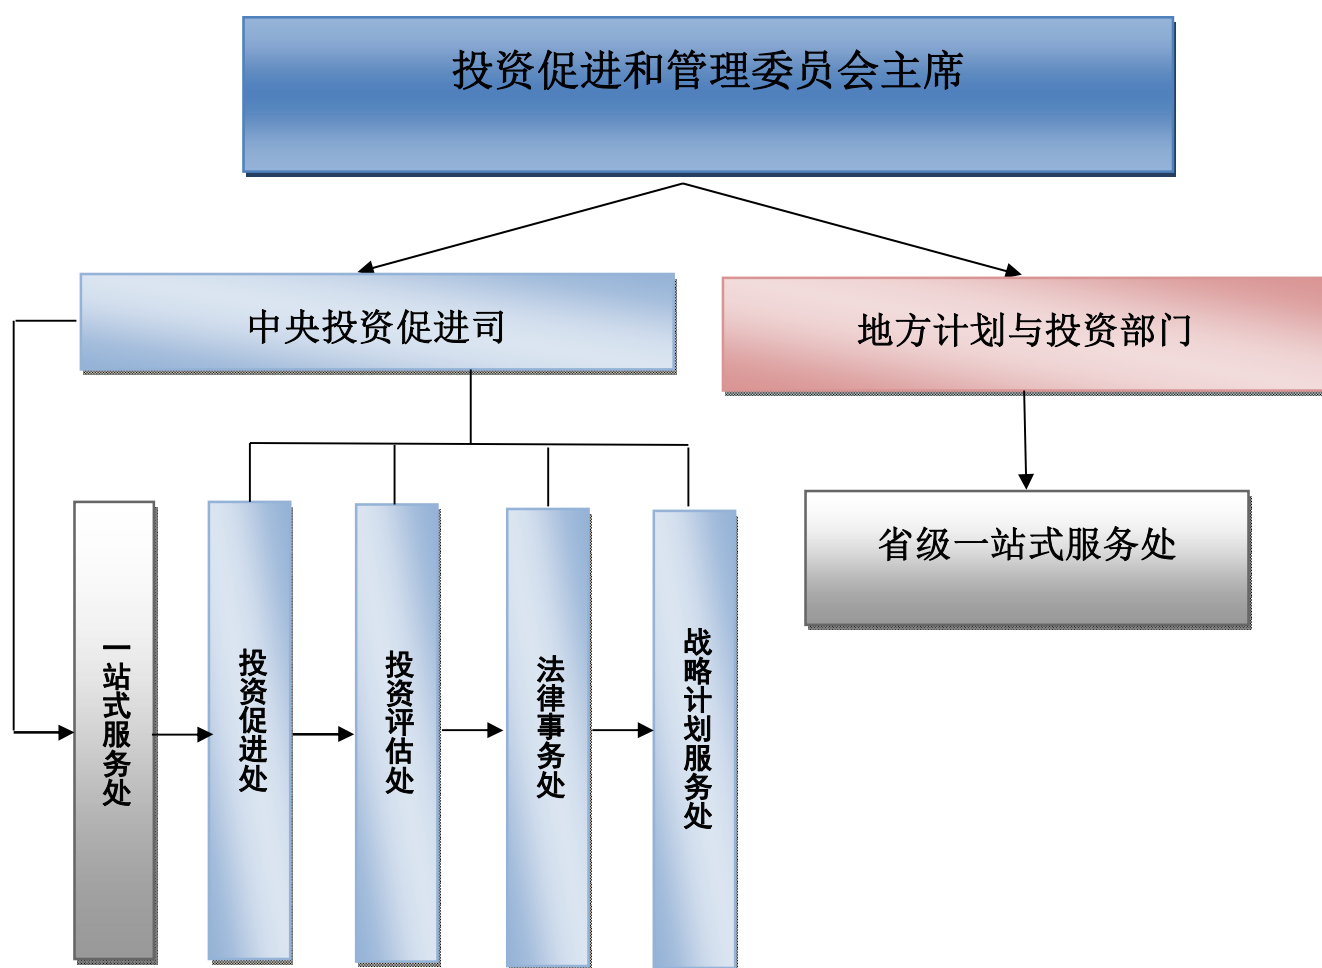 投资促进和管理委员会主席
中央投资促进司
地方计划与投资部门
省级一站式服务处
一站式服务处
投资促进处
投资评估处
法律事务处
战略计划服务处